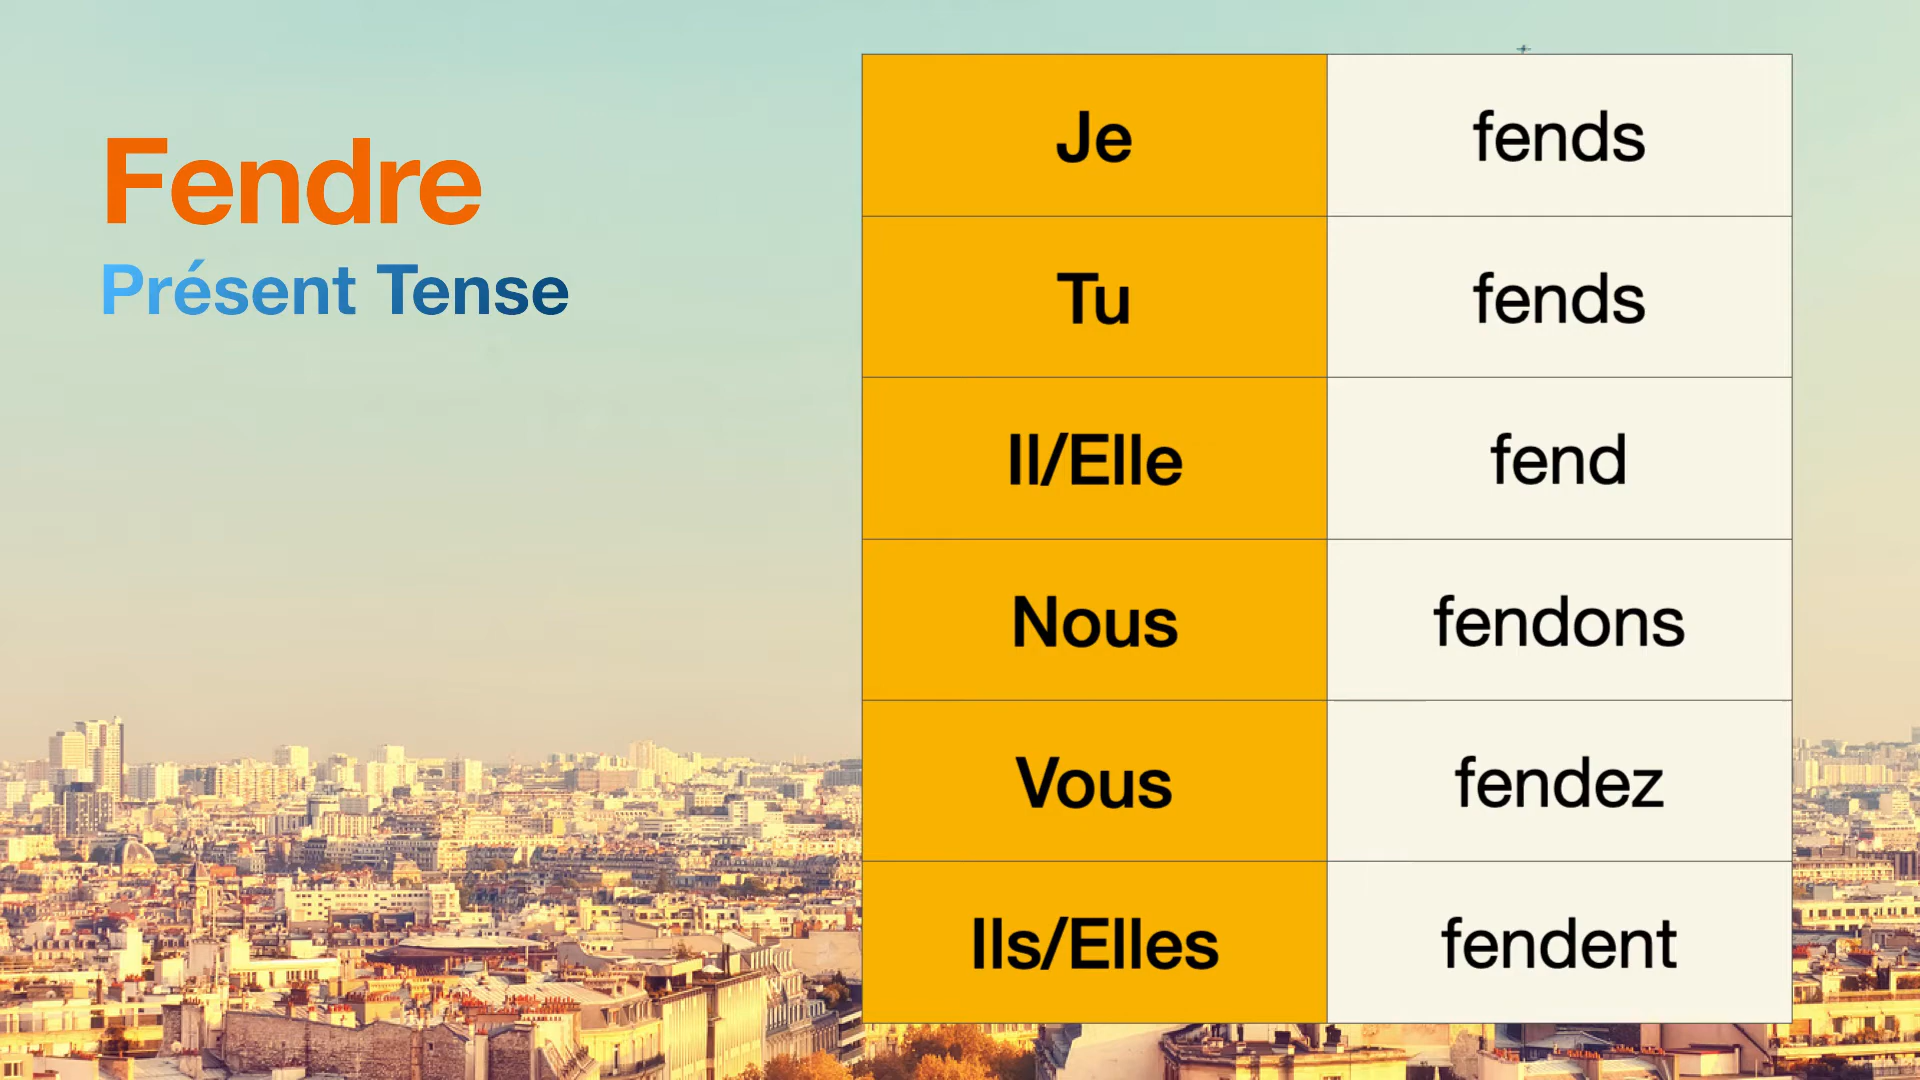 Fendre
Présent Tense
Je fends
Tu fends
Il/Elle fend
Nous fendons
Vous fendez
Ils/Elles fendent